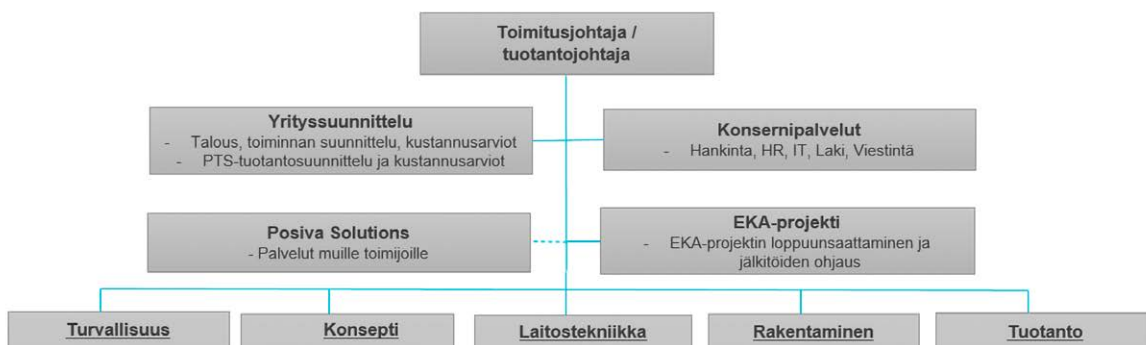 Toimitusjohtaja /
tuotantojohtaja
Yrityssuunnittelu
- Talous, toiminnan suunnittelu, kustannusarviot
- PTS-tuotantosuunnittelu ja kustannusarviot
Konsernipalvelut
- Hankinta, HR, IT, Laki, Viestintä
Posiva Solutions
- Palvelut muille toimijoille
EKA-projekti
- EKA-projektin loppuunsaattaminen ja
jälkitöiden ohjaus
Turvallisuus
Konsepti
Laitostekniikka
Rakentaminen
Tuotanto